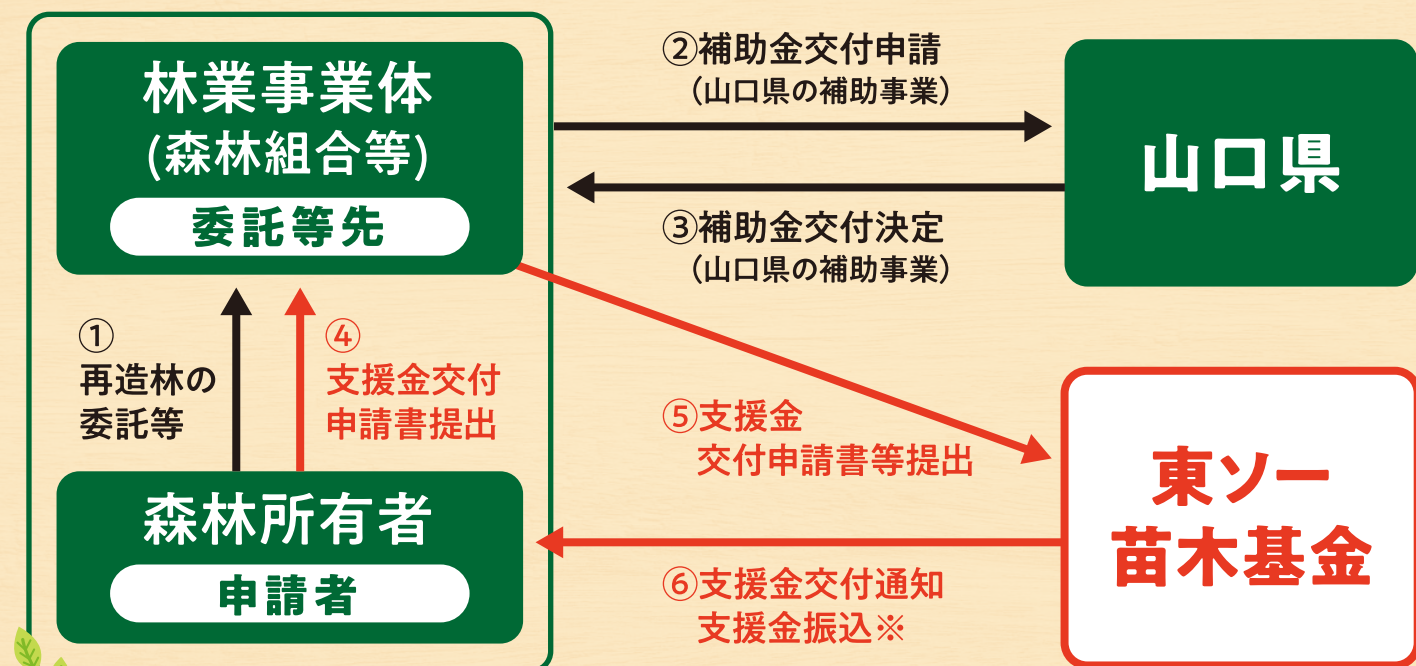 林業事業体
(森林組合等)
委託等先
②補助金交付申請
(山口県の補助事業)
山口県
③補助金交付決定
(山口県の補助事業)
①
再造林の
委託等
④
支援金交付
申請書提出
⑤支援金
交付申請書等提出
東ソー
苗木基金
森林所有者
申請者
⑥支援金交付通知
支援金振込※